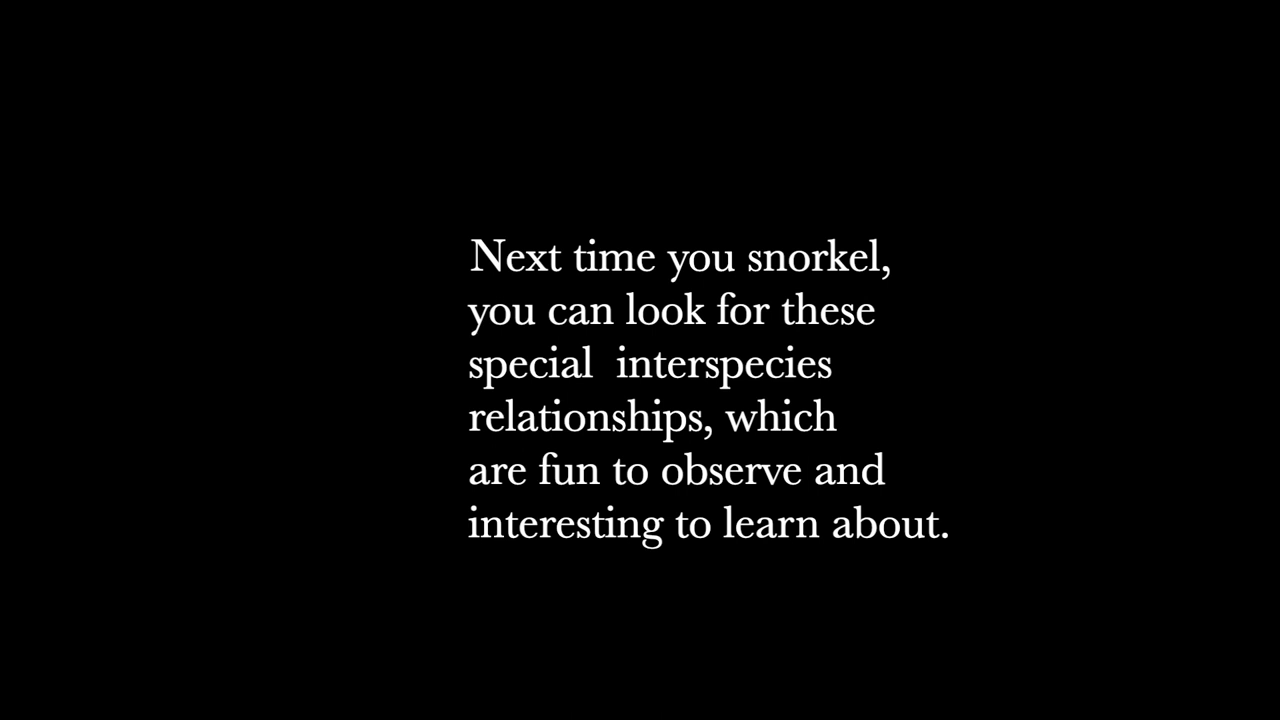 Next time you snorkel,
you can look for these
special  interspecies
relationships, which
are fun to observe and
interesting to learn about.